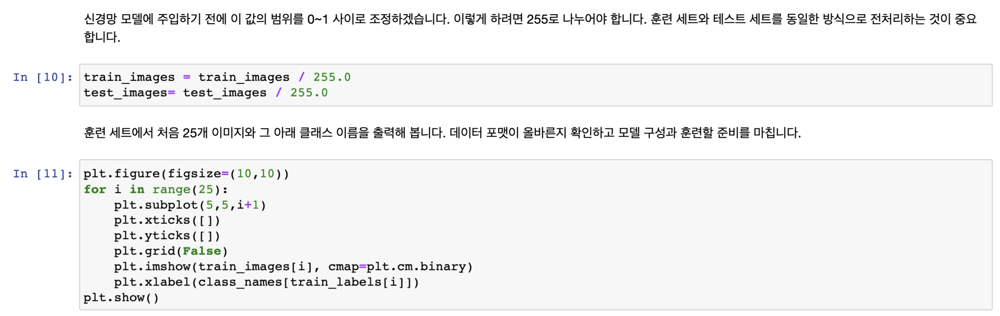 신경망 모델에 주입하기 전에 이 값의 범위를 0~1 사이로 조정하겠습니다. 이렇게 하려면 255로 나누어야 합니다. 훈련 세트와 테스트 세트를 동일한 방식으로 전처리하는 것이 중요
합니다.
In [10]: train_images = train_images / 255.0
test_images= test_images / 255.0
훈련 세트에서 처음 25개 이미지와 그 아래 클래스 이름을 출력해 봅니다. 데이터 포맷이 올바른지 확인하고 모델 구성과 훈련할 준비를 마칩니다.
In [11]: plt.figure(figsize=(10,10))
for i in range(25):
    plt.subplot(5,5,i+1)
    plt.xticks([])
    plt.yticks([])
    plt.grid(False)
    plt.imshow(train_images[i], cmap=plt.cm.binary)
    plt.xlabel(class_names[train_labels[i]])
plt.show()